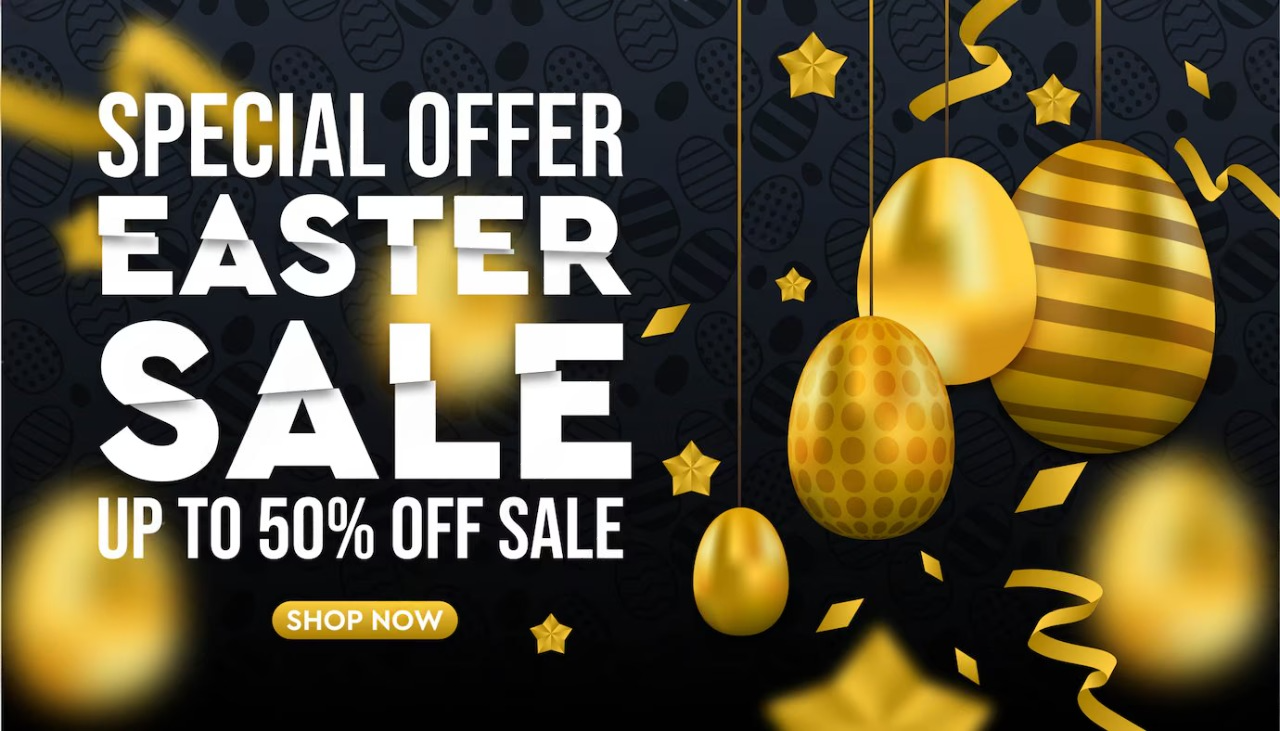 SPECIAL OFFER
EASTER
SALE
UP TO 50% OFF SALE
SHOP NOW